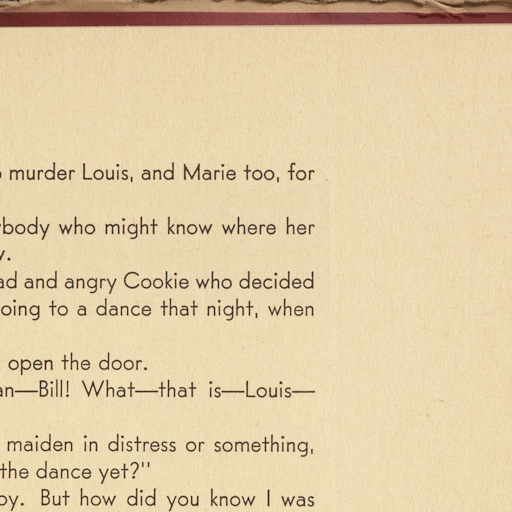 murder Louis, and Marie too, for
body who might know where her
and angry Cookie who decided
oing to a dance that night, when
open the door.
an—Bill! What—that is—Louis—
maiden in distress or something,
the dance yet?"
oy. But how did you know I was